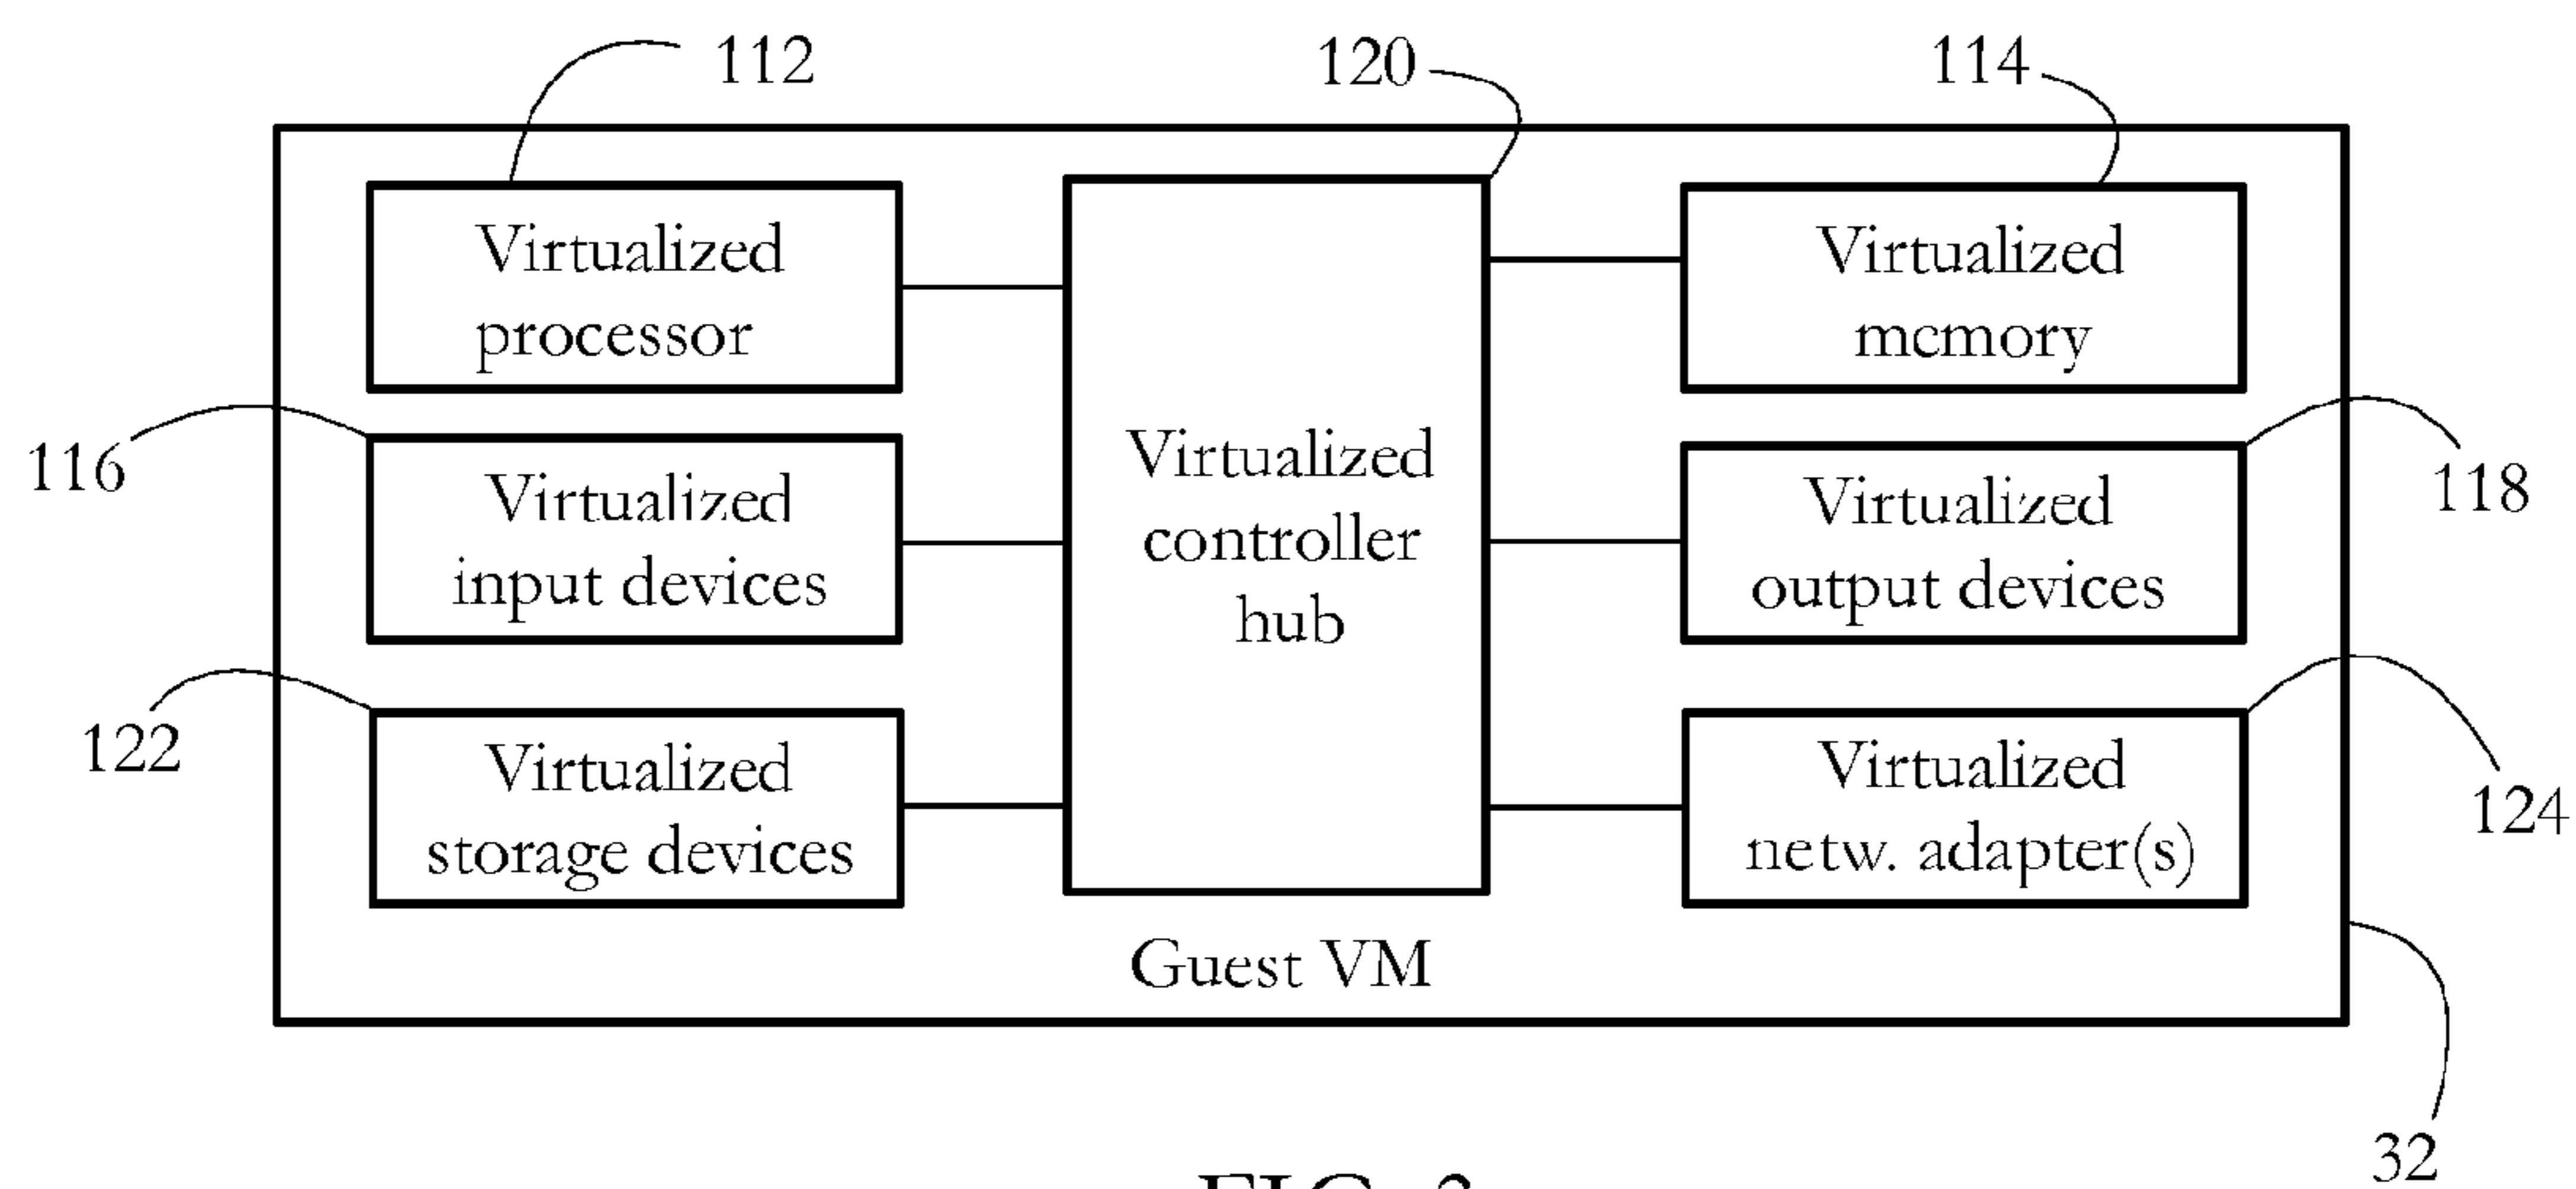 112
120
114
Virtualized
processor
Virtualized
memory
116
Virtualized
input devices
Virtualized
controller
hub
Virtualized
output devices
118
122
Virtualized
storage devices
Virtualized
netw. adapter(s)
124
Guest VM
32